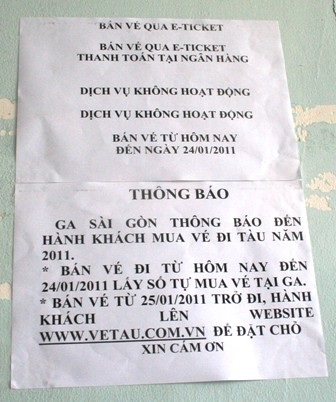 BÁN VÉ QUA E-TICKET
BÁN VÉ QUA E-TICKET
THANH TOÁN TẠI NGÂN HÀNG
DỊCH VỤ KHÔNG HOẠT ĐỘNG
DỊCH VỤ KHÔNG HOẠT ĐỘNG
BÁN VÉ TỪ HÔM NAY
ĐẾN NGÀY 24/01/2011
THÔNG BÁO
GA SÀI GÒN THÔNG BÁO ĐẾN
HÀNH KHÁCH MUA VÉ ĐI TÀU NĂM
2011.
* BÁN VÉ ĐI TỪ HÔM NAY ĐẾN
24/01/2011 LẤY SỐ TỰ MUA VÉ TẠI GA.
* BÁN VÉ TỪ 25/01/2011 TRỞ ĐI, HÀNH
KHÁCH LÊN WEBSITE
WWW.VETAU.COM.VN ĐỂ ĐẶT CHỖ
XIN CÁM ƠN